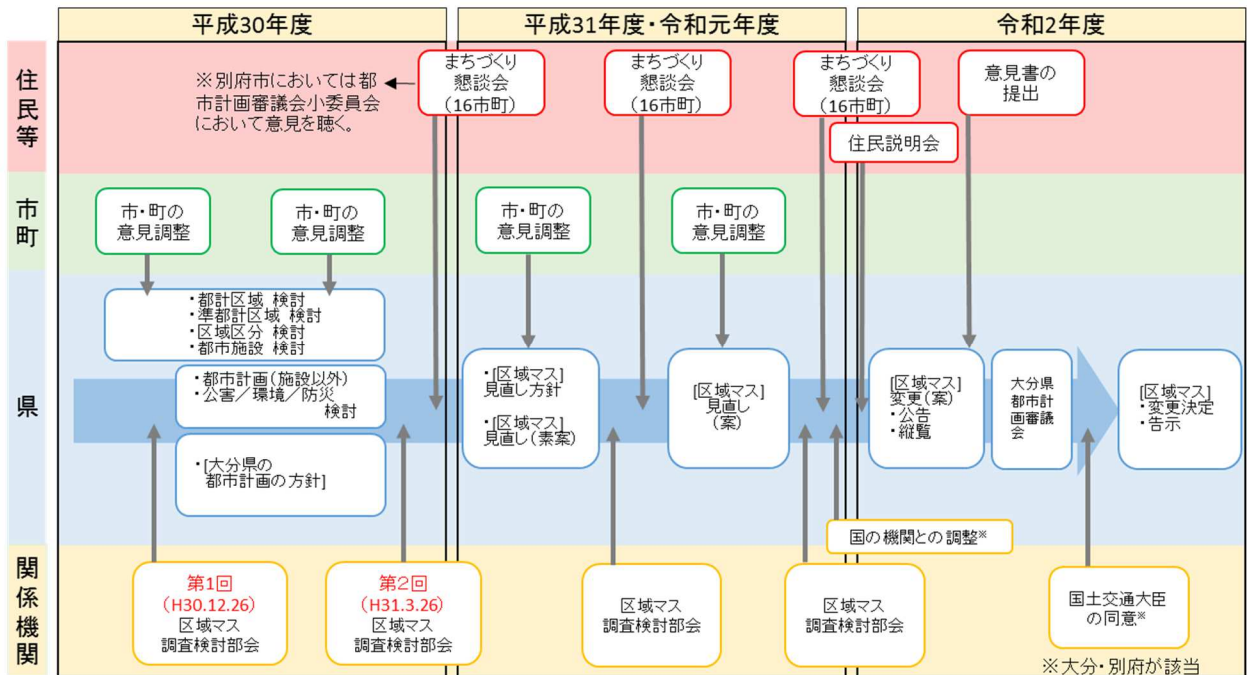 平成30年度
平成31年度・令和元年度
令和2年度
住民等
※別府市においては都
市計画審議会小委員会
において意見を聴く。
まちづくり
懇談会
(16市町)
まちづくり
懇談会
(16市町)
まちづくり
懇談会
(16市町)
意見書の
提出
住民説明会
市町
市・町の
意見調整
市・町の
意見調整
市・町の
意見調整
市・町の
意見調整
県
・都計区域 検討
・準都計区域 検討
・区域区分 検討
・都市施設 検討
・都市計画(施設以外)
・公害/環境/防災
検討
・[大分県の
都市計画の方針]
・[区域マス]
見直し方針
・[区域マス]
見直し(素案)
[区域マス]
見直し
(案)
[区域マス]
変更(案)
・公告
・縦覧
大分県
都市計
画審議
会
[区域マス]
・変更決定
・告示
国の機関との調整※
関係機関
第1回
(H30.12.26)
区域マス
調査検討部会
第2回
(H31.3.26)
区域マス
調査検討部会
区域マス
調査検討部会
区域マス
調査検討部会
国土交通大臣
の同意※
※大分・別府が該当